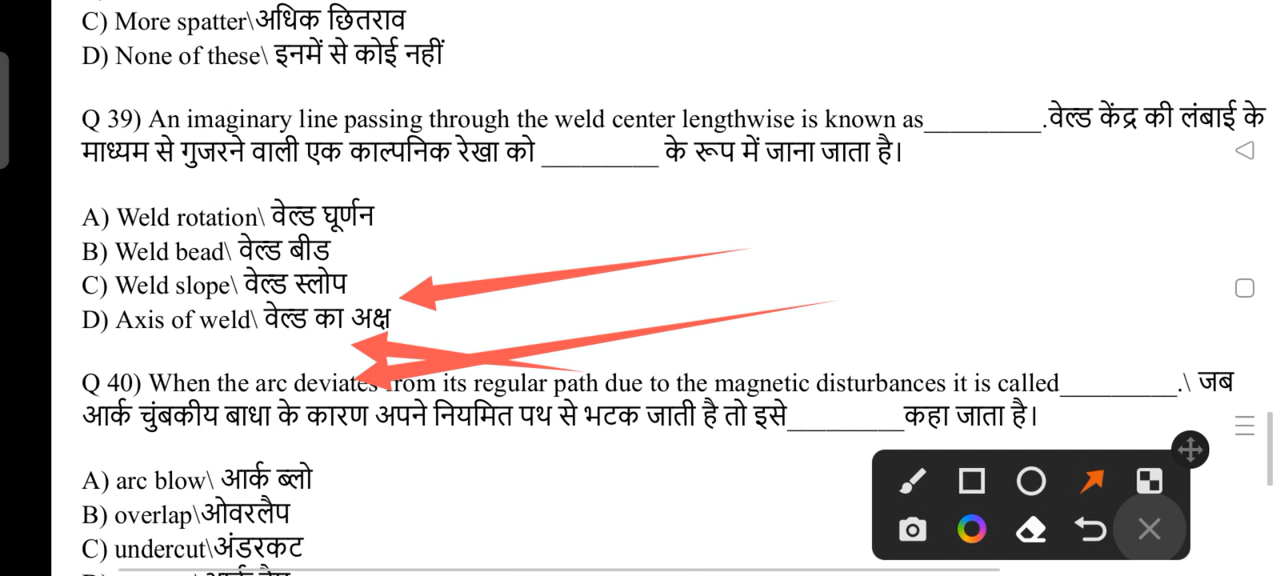 C) More spatter\अधिक छितराव
D) None of these\ इनमें से कोई नहीं
Q 39) An imaginary line passing through the weld center lengthwise is known as_________.वेल्ड केंद्र की लंबाई के
माध्यम से गुजरने वाली एक काल्पनिक रेखा को _________ के रूप में जाना जाता है।
A) Weld rotation\ वेल्ड घूर्णन
B) Weld bead\ वेल्ड बीड
C) Weld slope\ वेल्ड स्लोप
D) Axis of weld\ वेल्ड का अक्ष
Q 40) When the arc deviates from its regular path due to the magnetic disturbances it is called_________.\ जब
आर्क चुंबकीय बाधा के कारण अपने नियमित पथ से भटक जाती है तो इसे_________कहा जाता है।
A) arc blow\ आर्क ब्लो
B) overlap\ओवरलैप
C) undercut\अंडरकट